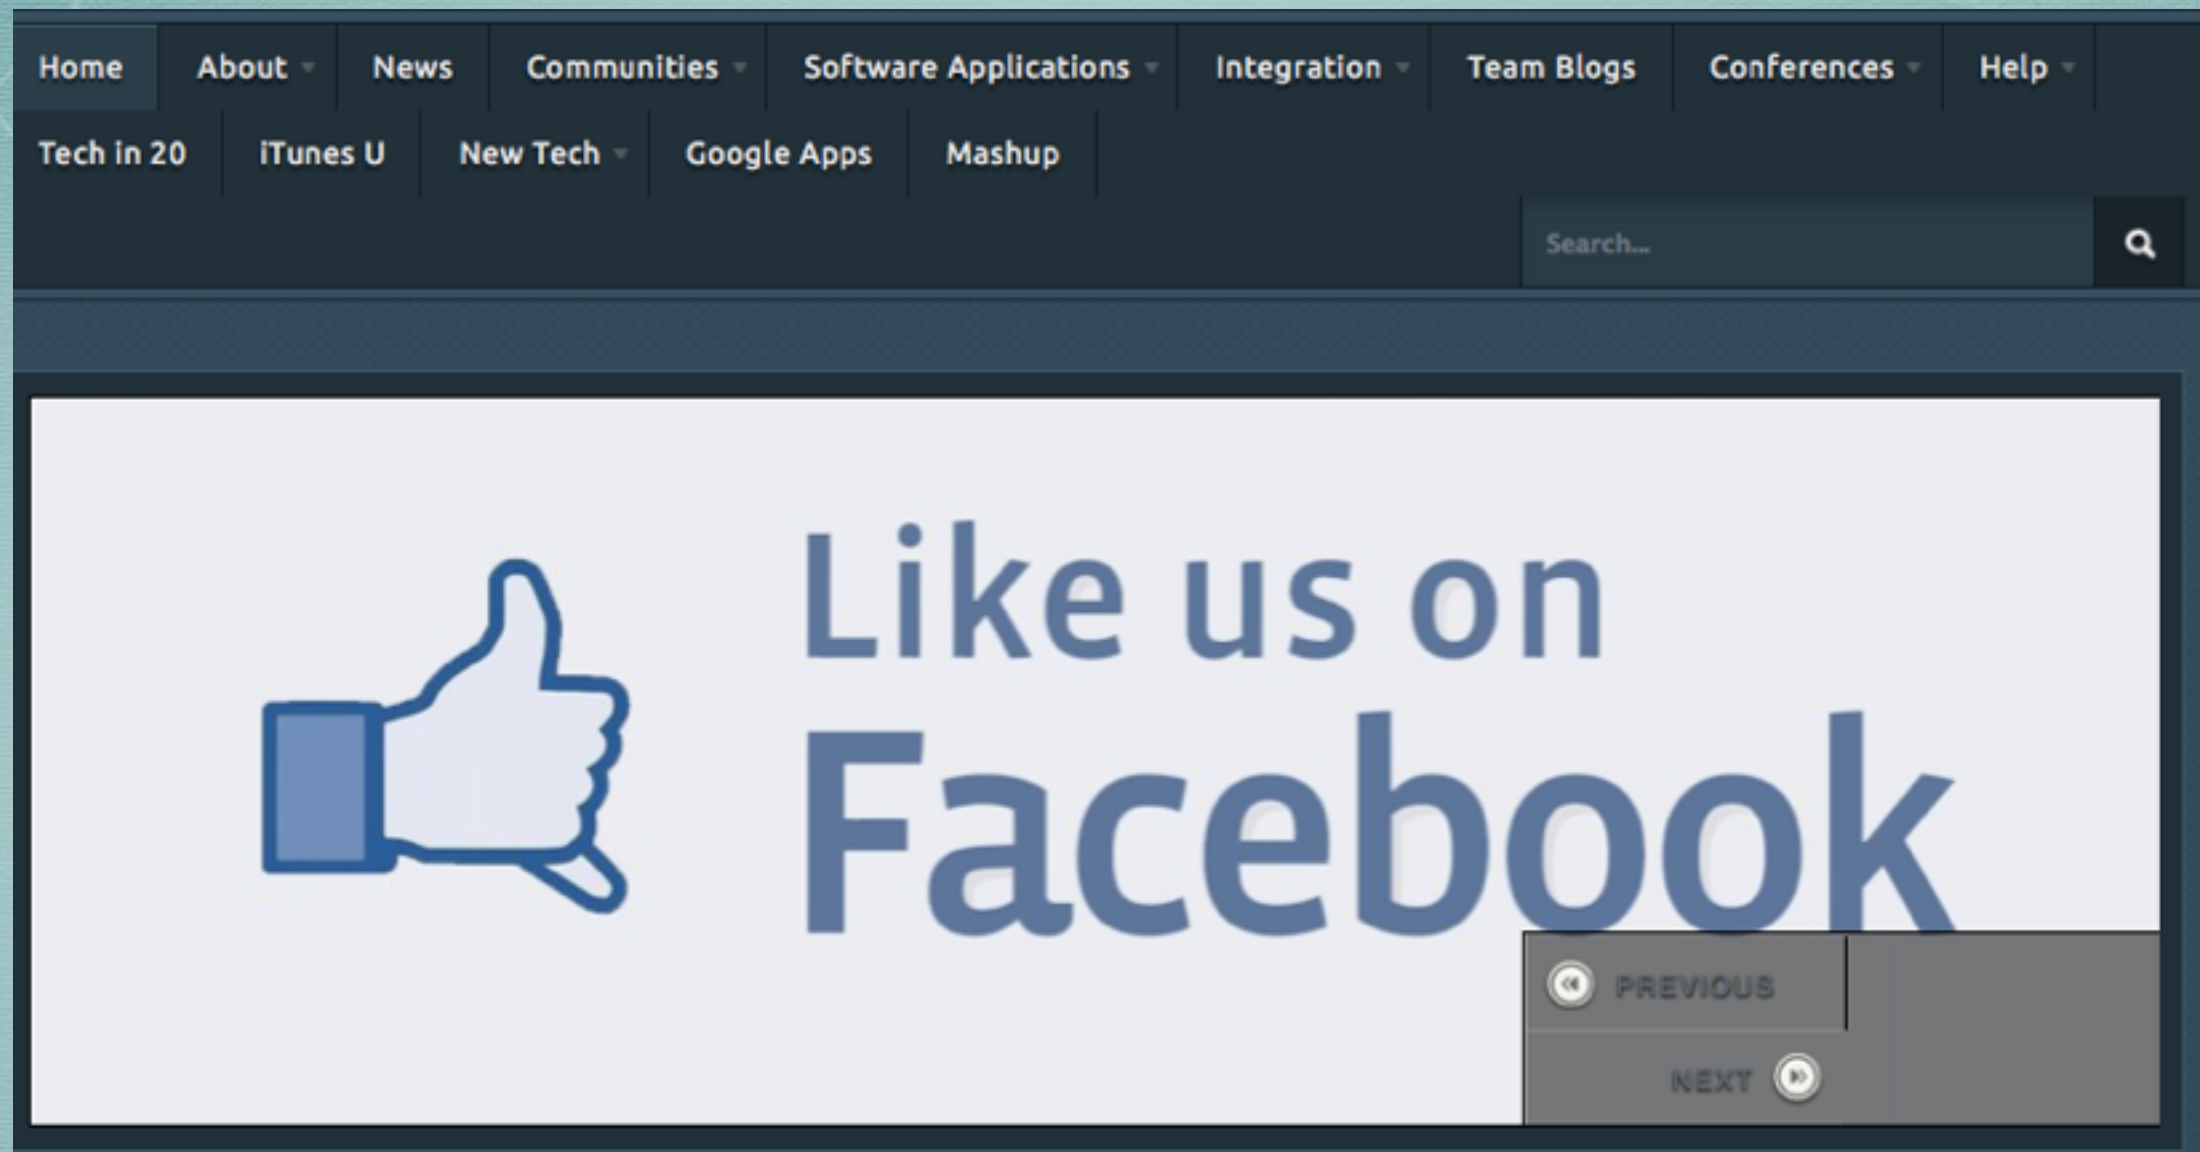 Home About News Communities Software Applications Integration Team Blogs Conferences Help
Tech in 20 iTunes U New Tech Google Apps Mashup
Search...
Like us on
Facebook
PREVIOUS
NEXT